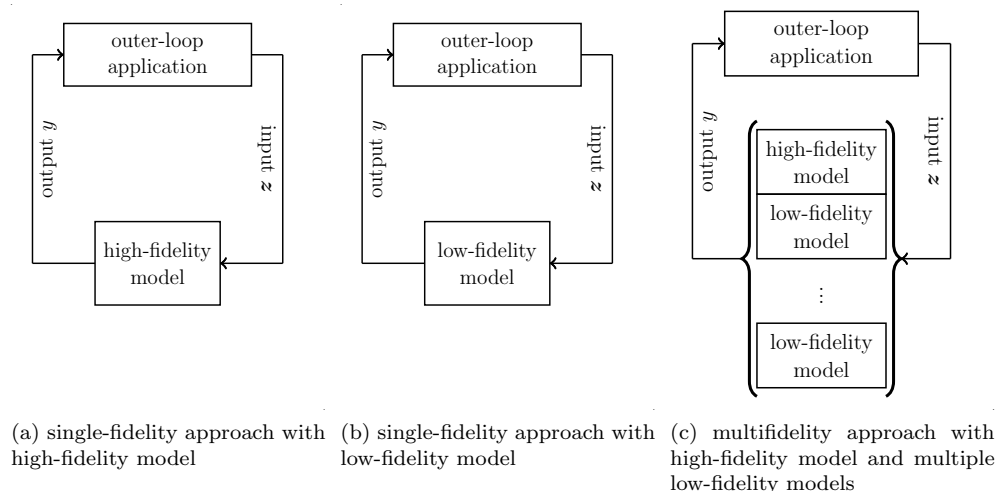 outer-loop
application
output y
input z
high-fidelity
model
(a) single-fidelity approach with
high-fidelity model
outer-loop
application
output y
input z
low-fidelity
model
(b) single-fidelity approach with
low-fidelity model
outer-loop
application
output y
input z
high-fidelity
model
low-fidelity
model
⋮
low-fidelity
model
(c) multifidelity approach with
high-fidelity model and multiple
low-fidelity models